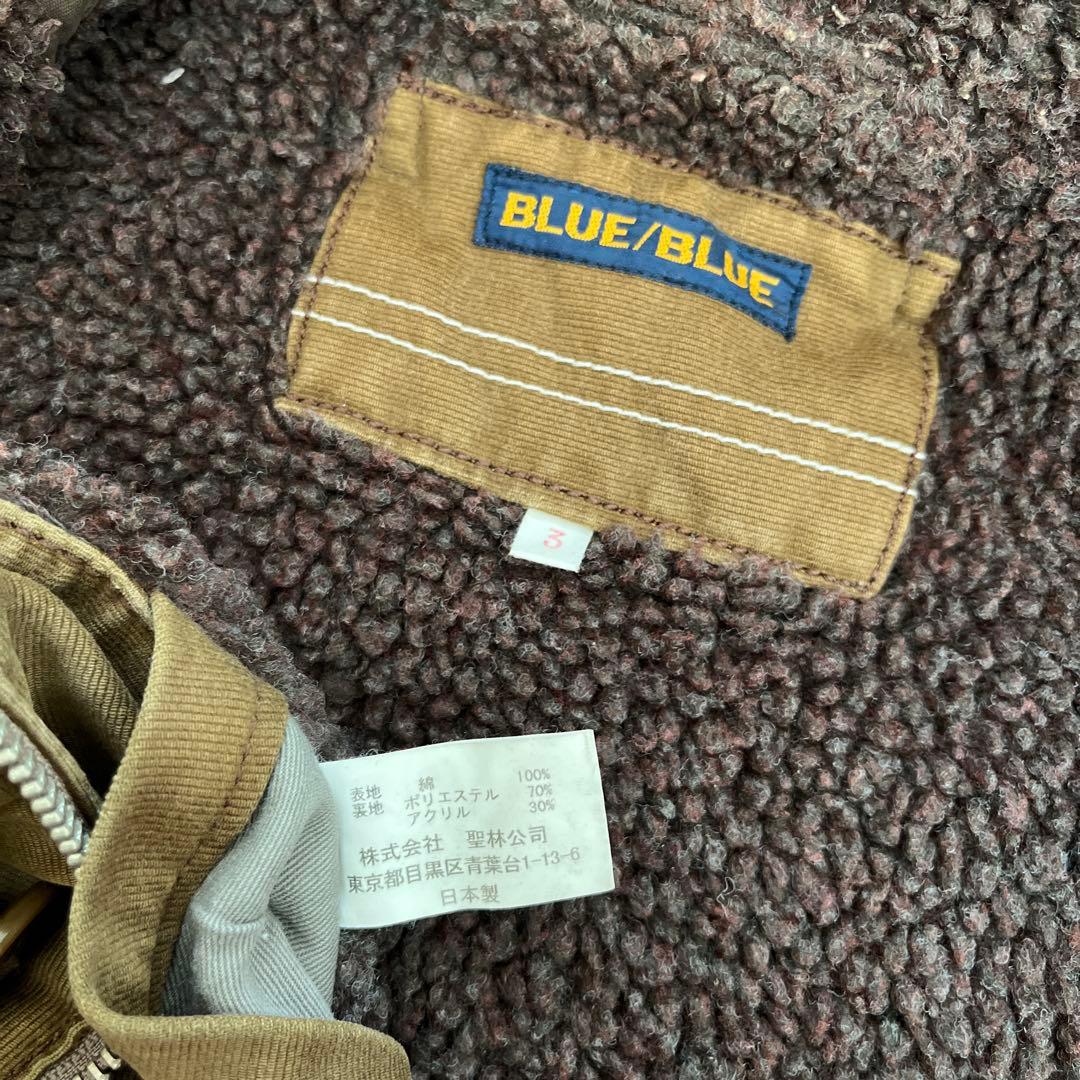 BLUE/BLUE
3
表地 綿 100%
裏地 ポリエステル 70%
アクリル 30%
株式会社 聖林公司
東京都目黒区青葉台1-13-6
日本製